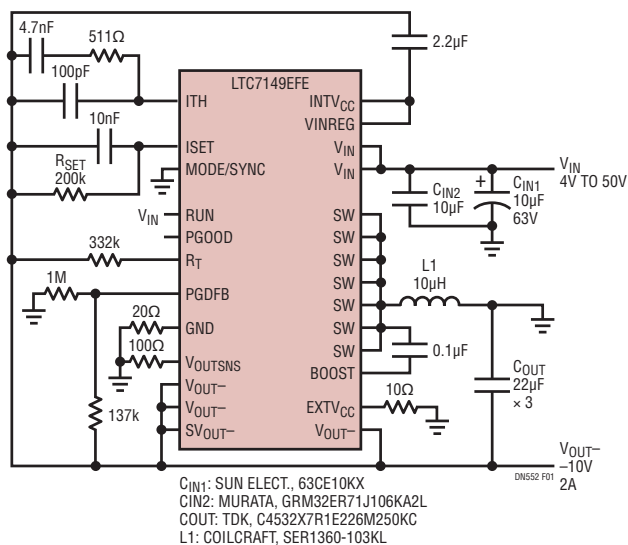 4.7nF
511Ω
100pF
10nF
RSET
200k
VIN
332k
1M
20Ω
100Ω
137k
LTC7149EFE
ITH
ISET
MODE/SYNC
RUN
PGOOD
RT
PGDFB
GND
VOUTSNS
VOUT–
VOUT–
SVOUT–
INTVCC
VINREG
VIN
VIN
SW
SW
SW
SW
SW
SW
SW
BOOST
EXTVCC
VOUT–
2.2µF
CIN2
10µF
+
CIN1
10µF
63V
VIN
4V TO 50V
L1
10µH
0.1µF
10Ω
COUT
22µF
× 3
VOUT–
–10V
2A
DN552 F01
CIN1: SUN ELECT., 63CE10KX
CIN2: MURATA, GRM32ER71J106KA2L
COUT: TDK, C4532X7R1E226M250KC
L1: COILCRAFT, SER1360-103KL